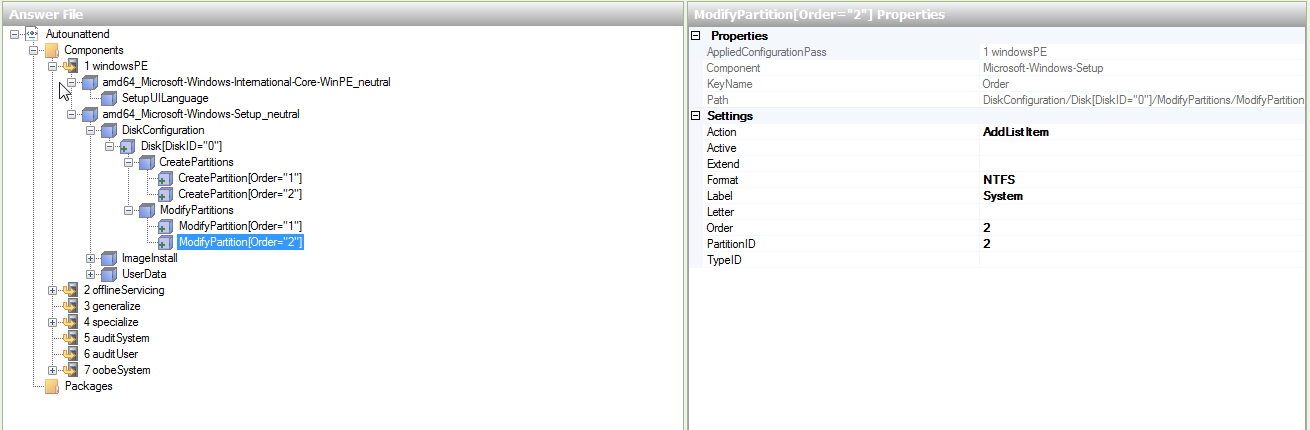 Answer File
Autounattend
Components
1 windowsPE
amd64_Microsoft-Windows-International-Core-WinPE_neutral
SetupUILanguage
amd64_Microsoft-Windows-Setup_neutral
DiskConfiguration
Disk[DiskID="0"]
CreatePartitions
CreatePartition[Order="1"]
CreatePartition[Order="2"]
ModifyPartitions
ModifyPartition[Order="1"]
ModifyPartition[Order="2"]
ImageInstall
UserData
2 offlineServicing
3 generalize
4 specialize
5 auditSystem
6 auditUser
7 oobeSystem
Packages
ModifyPartition[Order="2"] Properties
Properties
AppliedConfigurationPass 1 windowsPE
Component Microsoft-Windows-Setup
KeyName Order
Path DiskConfiguration/Disk[DiskID="0"]/ModifyPartitions/ModifyPartition
Settings
Action AddListItem
Active
Extend
Format NTFS
Label System
Letter
Order 2
PartitionID 2
TypeID